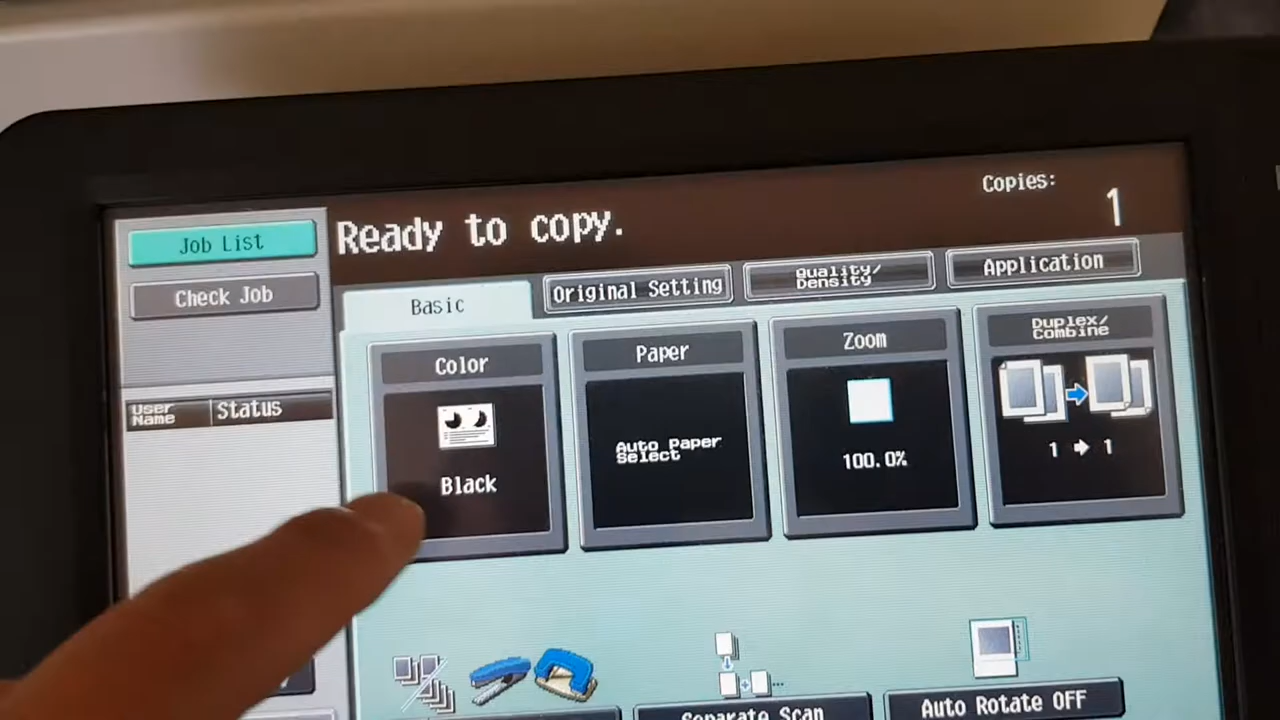 Copies:
Ready to copy.
1
Job List
Check Job
User
Name
Status
Basic
Original Setting
Quality/
Density
Application
Color
Black
Paper
Auto Paper
Select
Zoom
100.0%
Duplex/
Combine
1 → 1
Separate Scan
Auto Rotate OFF